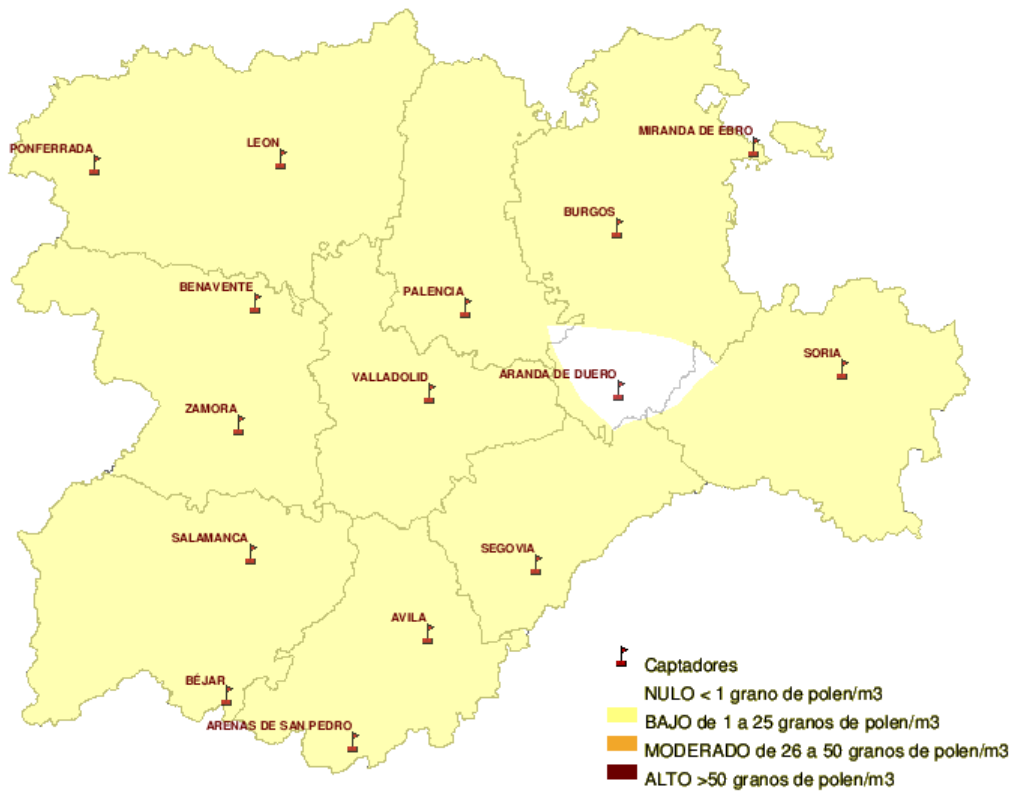 MIRANDA DE EBRO
PONFERRADA
LEON
BURGOS
BENAVENTE
PALENCIA
SORIA
VALLADOLID
ARANDA DE DUERO
ZAMORA
SALAMANCA
SEGOVIA
AVILA
BÉJAR
ARENAS DE SAN PEDRO
Captadores
NULO < 1 grano de polen/m3
BAJO de 1 a 25 granos de polen/m3
MODERADO de 26 a 50 granos de polen/m3
ALTO >50 granos de polen/m3